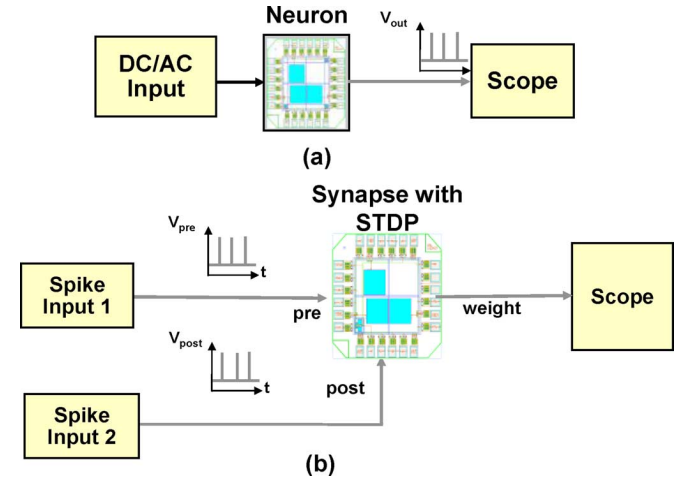 Neuron
DC/AC
Input
Vout
Scope
(a)
Synapse with
STDP
Vpre
t
Spike
Input 1
pre
weight
Scope
Vpost
t
post
Spike
Input 2
(b)